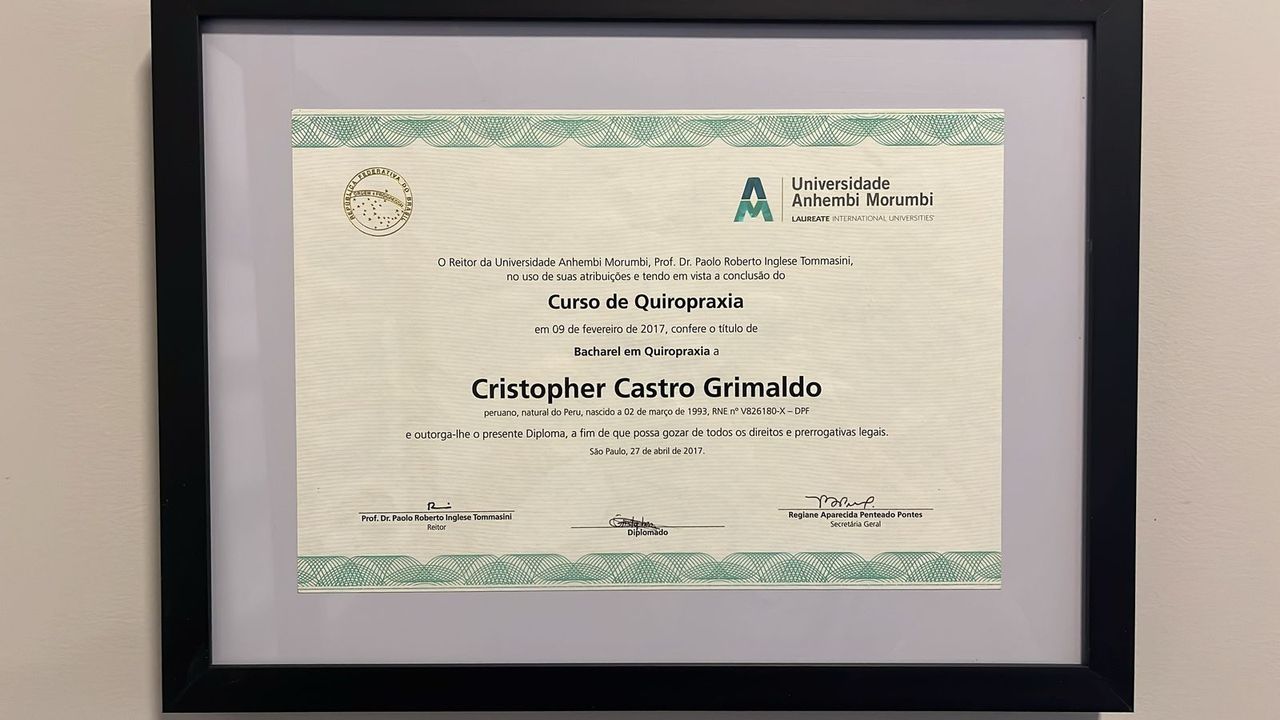 REPÚBLICA FEDERATIVA DO BRASIL
ORDEM E PROGRESSO
AM
Universidade
Anhembi Morumbi
LAUREATE INTERNATIONAL UNIVERSITIES
O Reitor da Universidade Anhembi Morumbi, Prof. Dr. Paolo Roberto Inglese Tommasini,
no uso de suas atribuições e tendo em vista a conclusão do
Curso de Quiropraxia
em 09 de fevereiro de 2017, confere o título de
Bacharel em Quiropraxia a
Cristopher Castro Grimaldo
peruano, natural do Peru, nascido a 02 de março de 1993, RNE nº V826180-X – DPF
e outorga-lhe o presente Diploma, a fim de que possa gozar de todos os direitos e prerrogativas legais.
São Paulo, 27 de abril de 2017.
Prof. Dr. Paolo Roberto Inglese Tommasini
Reitor
Diplomado
Regiane Aparecida Penteado Pontes
Secretária Geral